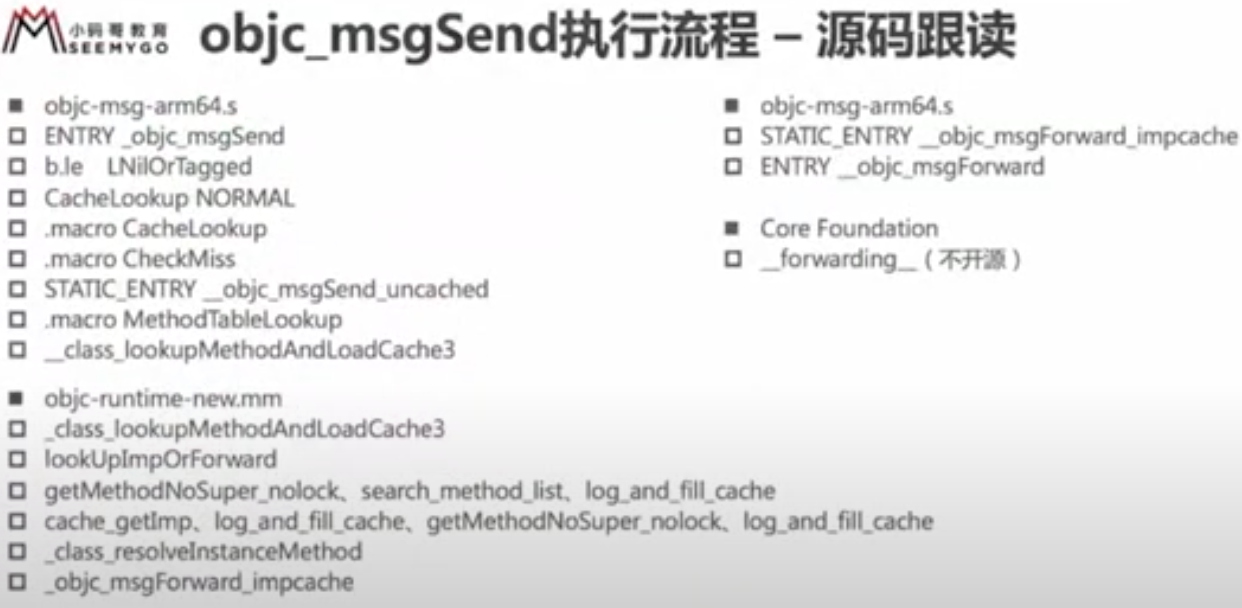 小码哥教育
SEEMYGO
objc_msgSend执行流程 – 源码跟读
objc-msg-arm64.s
ENTRY _objc_msgSend
b.le LNilOrTagged
CacheLookup NORMAL
.macro CacheLookup
.macro CheckMiss
STATIC_ENTRY __objc_msgSend_uncached
.macro MethodTableLookup
__class_lookupMethodAndLoadCache3
objc-runtime-new.mm
_class_lookupMethodAndLoadCache3
lookUpImpOrForward
getMethodNoSuper_nolock、search_method_list、log_and_fill_cache
cache_getImp、log_and_fill_cache、getMethodNoSuper_nolock、log_and_fill_cache
_class_resolveInstanceMethod
_objc_msgForward_impcache
objc-msg-arm64.s
STATIC_ENTRY __objc_msgForward_impcache
ENTRY __objc_msgForward
Core Foundation
__forwarding__（不开源）